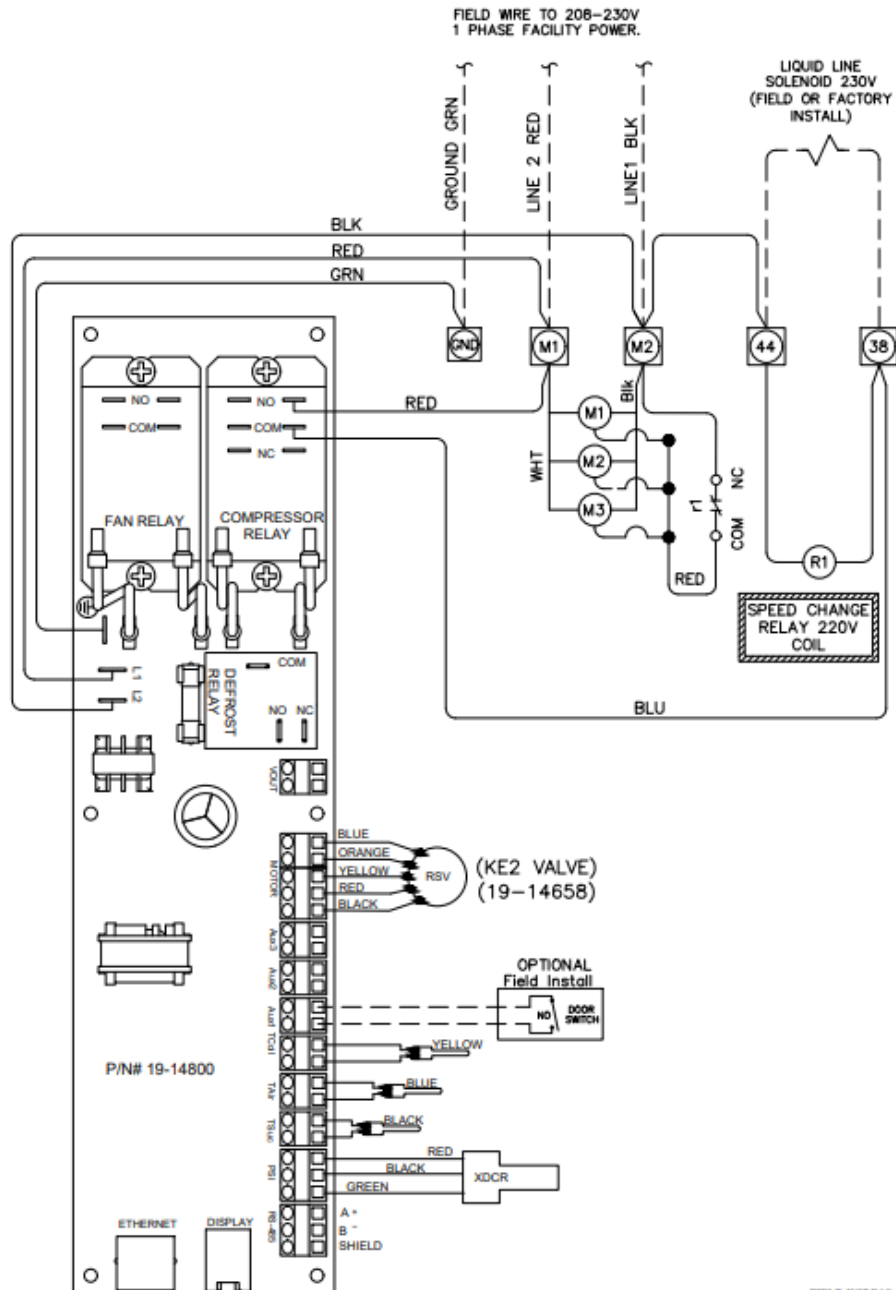 FIELD WIRE TO 208-230V
1 PHASE FACILITY POWER.
LIQUID LINE
SOLENOID 230V
(FIELD OR FACTORY
INSTALL)
GROUND GRN
LINE 2 RED
LINE1 BLK
BLK
RED
GRN
GND
M1
M2
44
38
NO
COM
NO
COM
NC
RED
FAN RELAY
COMPRESSOR
RELAY
WHT
Blk
M1
M2
M3
r1
NC
COM
RED
R1
SPEED CHANGE
RELAY 220V
COIL
L1
L2
DEFROST
RELAY
COM
NO
NC
BLU
VOUT
MOTOR
BLUE
ORANGE
YELLOW
RED
BLACK
RSV
(KE2 VALVE)
(19-14658)
Aux3
Aux2
Aux1
OPTIONAL
Field Install
NO
DOOR
SWITCH
TCoil
YELLOW
P/N# 19-14800
TAir
BLUE
TSuc
BLACK
PSI
RED
BLACK
GREEN
XDCR
RS-485
A +
B -
SHIELD
ETHERNET
DISPLAY